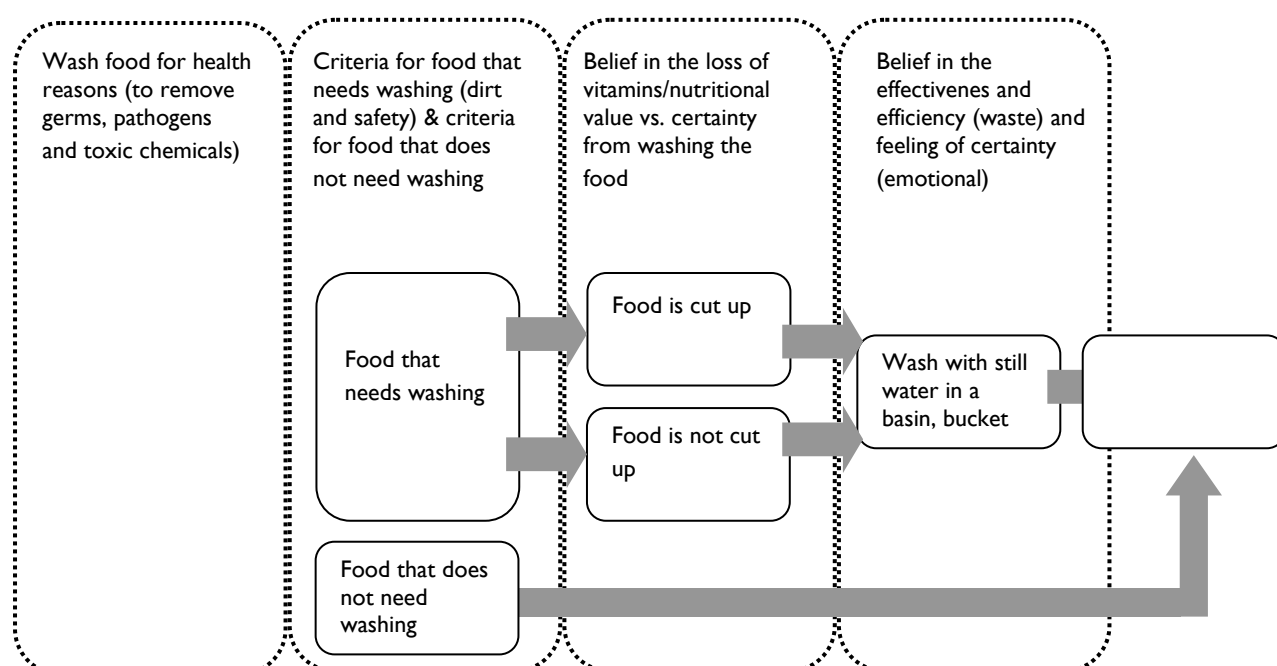 Wash food for health
reasons (to remove
germs, pathogens
and toxic chemicals)
Criteria for food that
needs washing (dirt
and safety) & criteria
for food that does
not need washing
Belief in the loss of
vitamins/nutritional
value vs. certainty
from washing the
food
Belief in the
effectivenes and
efficiency (waste) and
feeling of certainty
(emotional)
Food that
needs washing
Food is cut up
Food is not cut
up
Wash with still
water in a
basin, bucket
Food that does
not need
washing